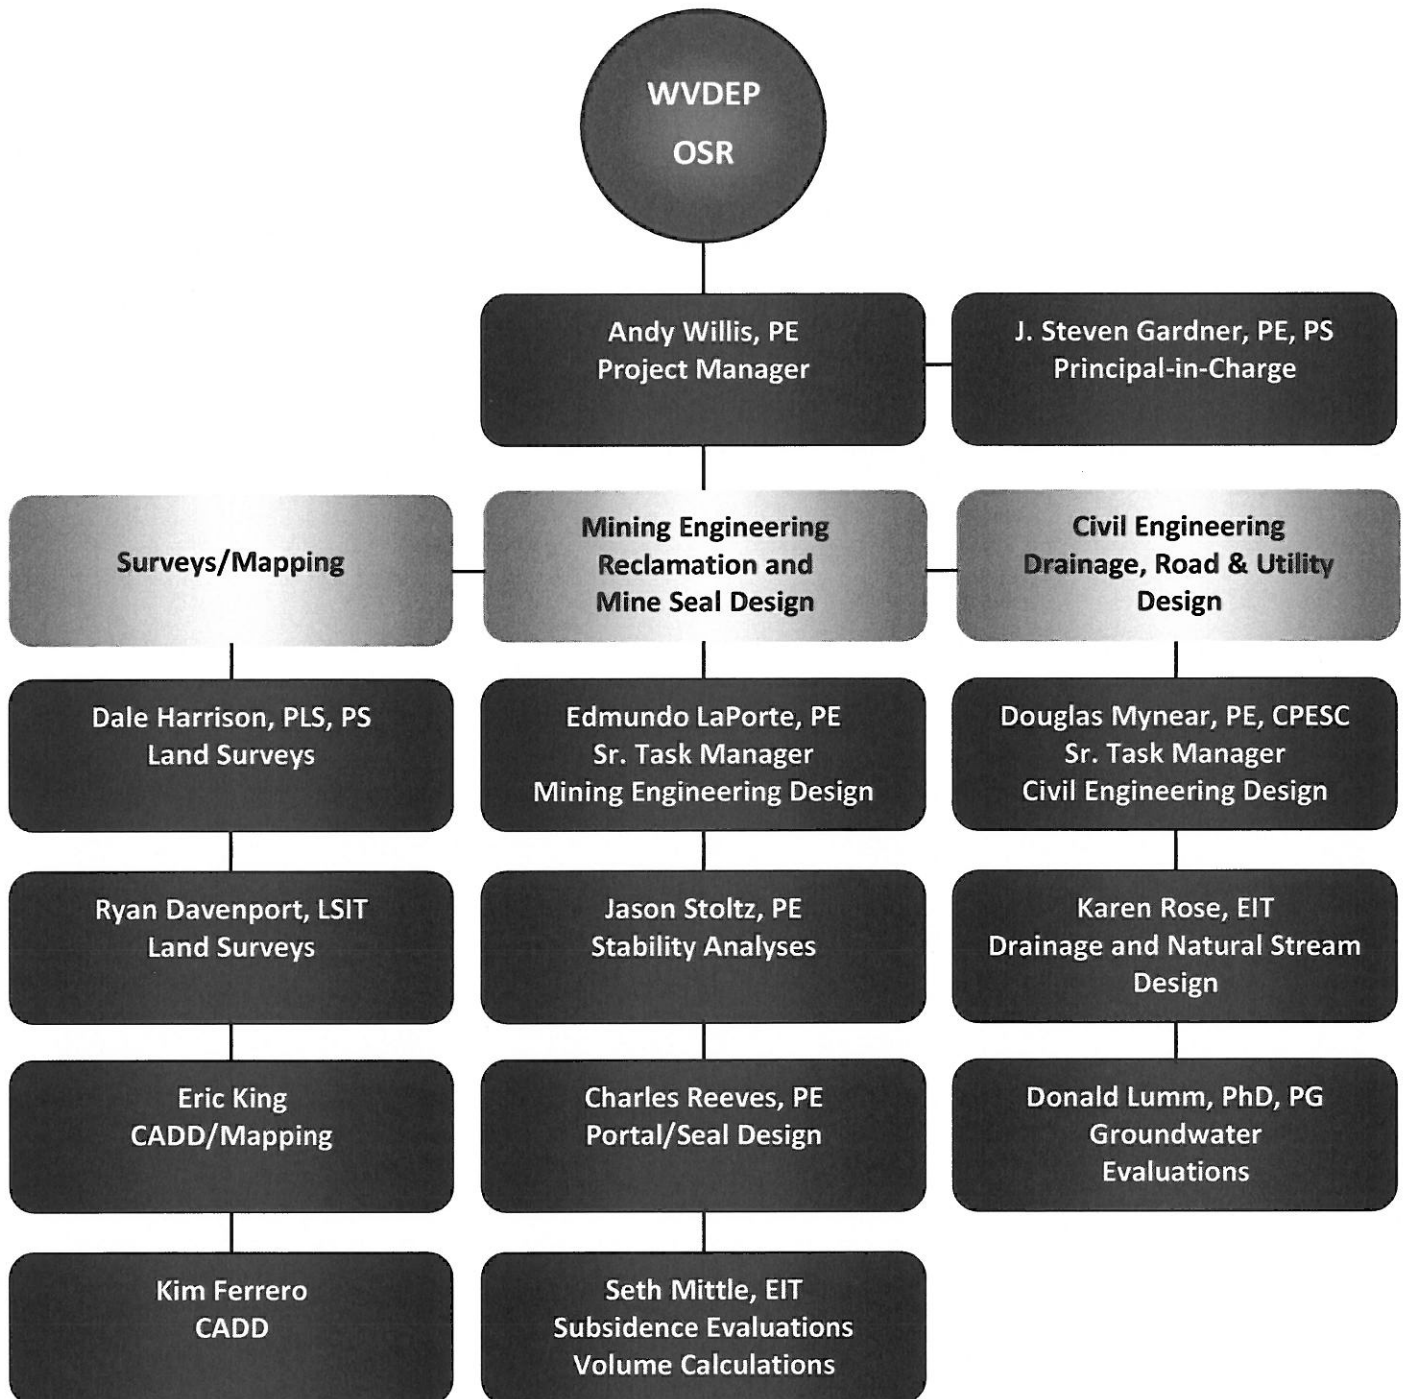 WVDEP
OSR
Andy Willis, PE
Project Manager
J. Steven Gardner, PE, PS
Principal-in-Charge
Surveys/Mapping
Mining Engineering
Reclamation and
Mine Seal Design
Civil Engineering
Drainage, Road & Utility
Design
Dale Harrison, PLS, PS
Land Surveys
Edmundo LaPorte, PE
Sr. Task Manager
Mining Engineering Design
Douglas Mynear, PE, CPESC
Sr. Task Manager
Civil Engineering Design
Ryan Davenport, LSIT
Land Surveys
Jason Stoltz, PE
Stability Analyses
Karen Rose, EIT
Drainage and Natural Stream
Design
Eric King
CADD/Mapping
Charles Reeves, PE
Portal/Seal Design
Donald Lumm, PhD, PG
Groundwater
Evaluations
Kim Ferrero
CADD
Seth Mittle, EIT
Subsidence Evaluations
Volume Calculations